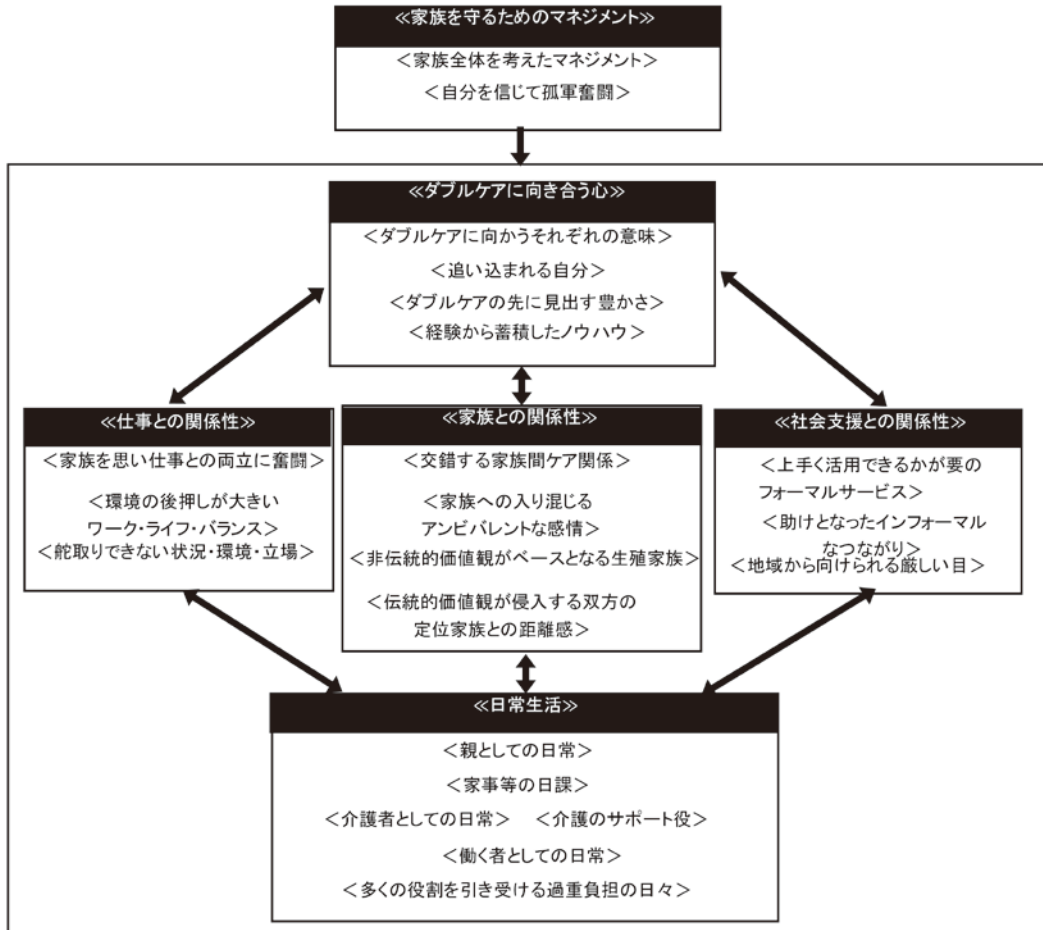 ≪家族を守るためのマネジメント≫
＜家族全体を考えたマネジメント＞
＜自分を信じて孤軍奮闘＞
≪ダブルケアに向き合う心≫
＜ダブルケアに向かうそれぞれの意味＞
＜追い込まれる自分＞
＜ダブルケアの先に見出す豊かさ＞
＜経験から蓄積したノウハウ＞
≪仕事との関係性≫
＜家族を思い仕事との両立に奮闘＞
＜環境の後押しが大きい
ワーク・ライフ・バランス＞
＜舵取りできない状況・環境・立場＞
≪家族との関係性≫
＜交錯する家族間ケア関係＞
＜家族への入り混じる
アンビバレントな感情＞
＜非伝統的価値観がベースとなる生殖家族＞
＜伝統的価値観が侵入する双方の
定位家族との距離感＞
≪社会支援との関係性≫
＜上手く活用できるかが要の
フォーマルサービス＞
＜助けとなったインフォーマル
なつながり＞
＜地域から向けられる厳しい目＞
≪日常生活≫
＜親としての日常＞
＜家事等の日課＞
＜介護者としての日常＞ ＜介護のサポート役＞
＜働く者としての日常＞
＜多くの役割を引き受ける過重負担の日々＞